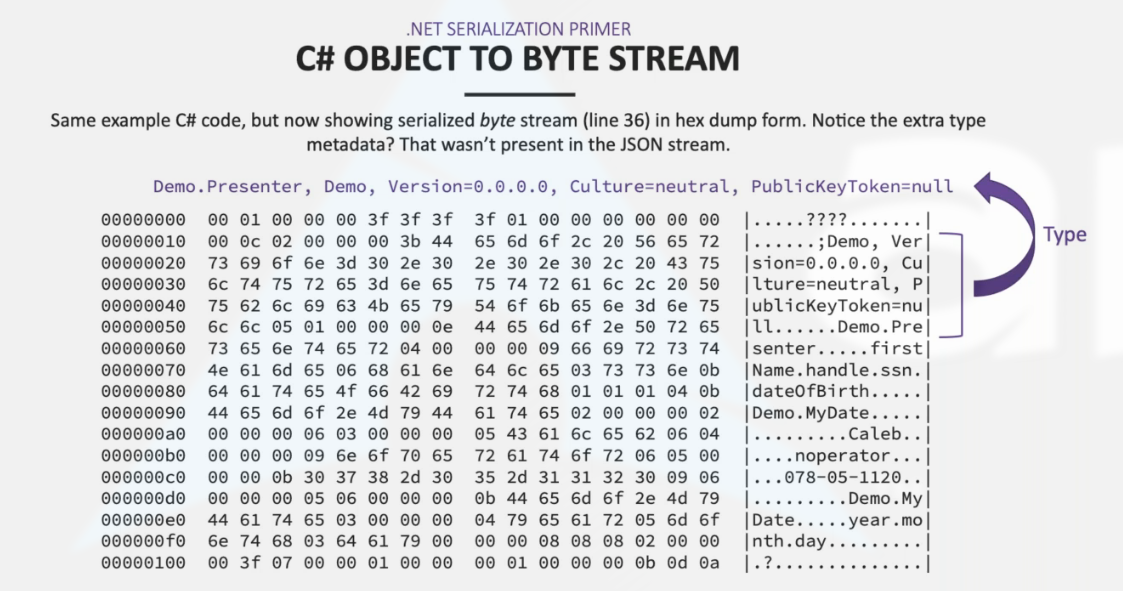 .NET SERIALIZATION PRIMER
C# OBJECT TO BYTE STREAM
Same example C# code, but now showing serialized byte stream (line 36) in hex dump form. Notice the extra type
metadata? That wasn’t present in the JSON stream.
Demo.Presenter, Demo, Version=0.0.0.0, Culture=neutral, PublicKeyToken=null
00000000 00 01 00 00 00 3f 3f 3f 3f 01 00 00 00 00 00 00 |.....????.......|
00000010 00 0c 02 00 00 00 3b 44 65 6d 6f 2c 20 56 65 72 |......;Demo, Ver|
00000020 73 69 6f 6e 3d 30 2e 30 2e 30 2e 30 2c 20 43 75 |sion=0.0.0.0, Cu|
00000030 6c 74 75 72 65 3d 6e 65 75 74 72 61 6c 2c 20 50 |lture=neutral, P|
00000040 75 62 6c 69 63 4b 65 79 54 6f 6b 65 6e 3d 6e 75 |ublicKeyToken=nu|
00000050 6c 6c 05 01 00 00 00 0e 44 65 6d 6f 2e 50 72 65 |ll......Demo.Pre|
00000060 73 65 6e 74 65 72 04 00 00 00 09 66 69 72 73 74 |senter.....first|
00000070 4e 61 6d 65 06 68 61 6e 64 6c 65 03 73 73 6e 0b |Name.handle.ssn.|
00000080 64 61 74 65 4f 66 42 69 72 74 68 01 01 01 04 0b |dateOfBirth.....|
00000090 44 65 6d 6f 2e 4d 79 44 61 74 65 02 00 00 00 02 |Demo.MyDate.....|
000000a0 00 00 00 06 03 00 00 00 05 43 61 6c 65 62 06 04 |.........Caleb..|
000000b0 00 00 00 09 6e 6f 70 65 72 61 74 6f 72 06 05 00 |....noperator...|
000000c0 00 00 0b 30 37 38 2d 30 35 2d 31 31 32 30 09 06 |...078-05-1120..|
000000d0 00 00 00 05 06 00 00 00 0b 44 65 6d 6f 2e 4d 79 |.........Demo.My|
000000e0 44 61 74 65 03 00 00 00 04 79 65 61 72 05 6d 6f |Date.....year.mo|
000000f0 6e 74 68 03 64 61 79 00 00 00 08 08 08 02 00 00 |nth.day.........|
00000100 00 3f 07 00 00 01 00 00 00 01 00 00 00 0b 0d 0a |.?..............|
Type